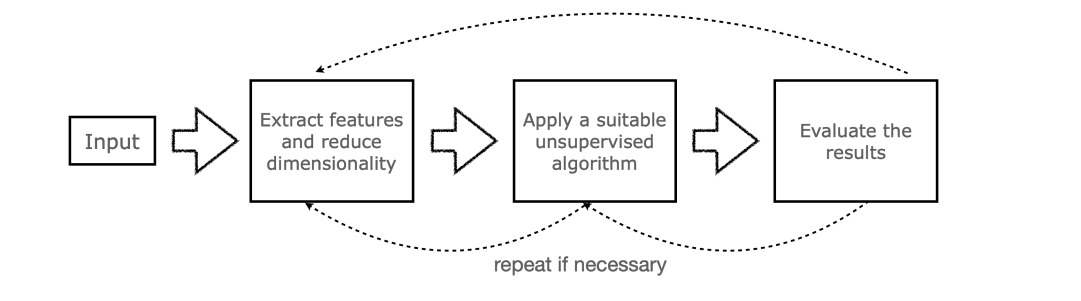 Input
Extract features
and reduce
dimensionality
Apply a suitable
unsupervised
algorithm
Evaluate the
results
repeat if necessary